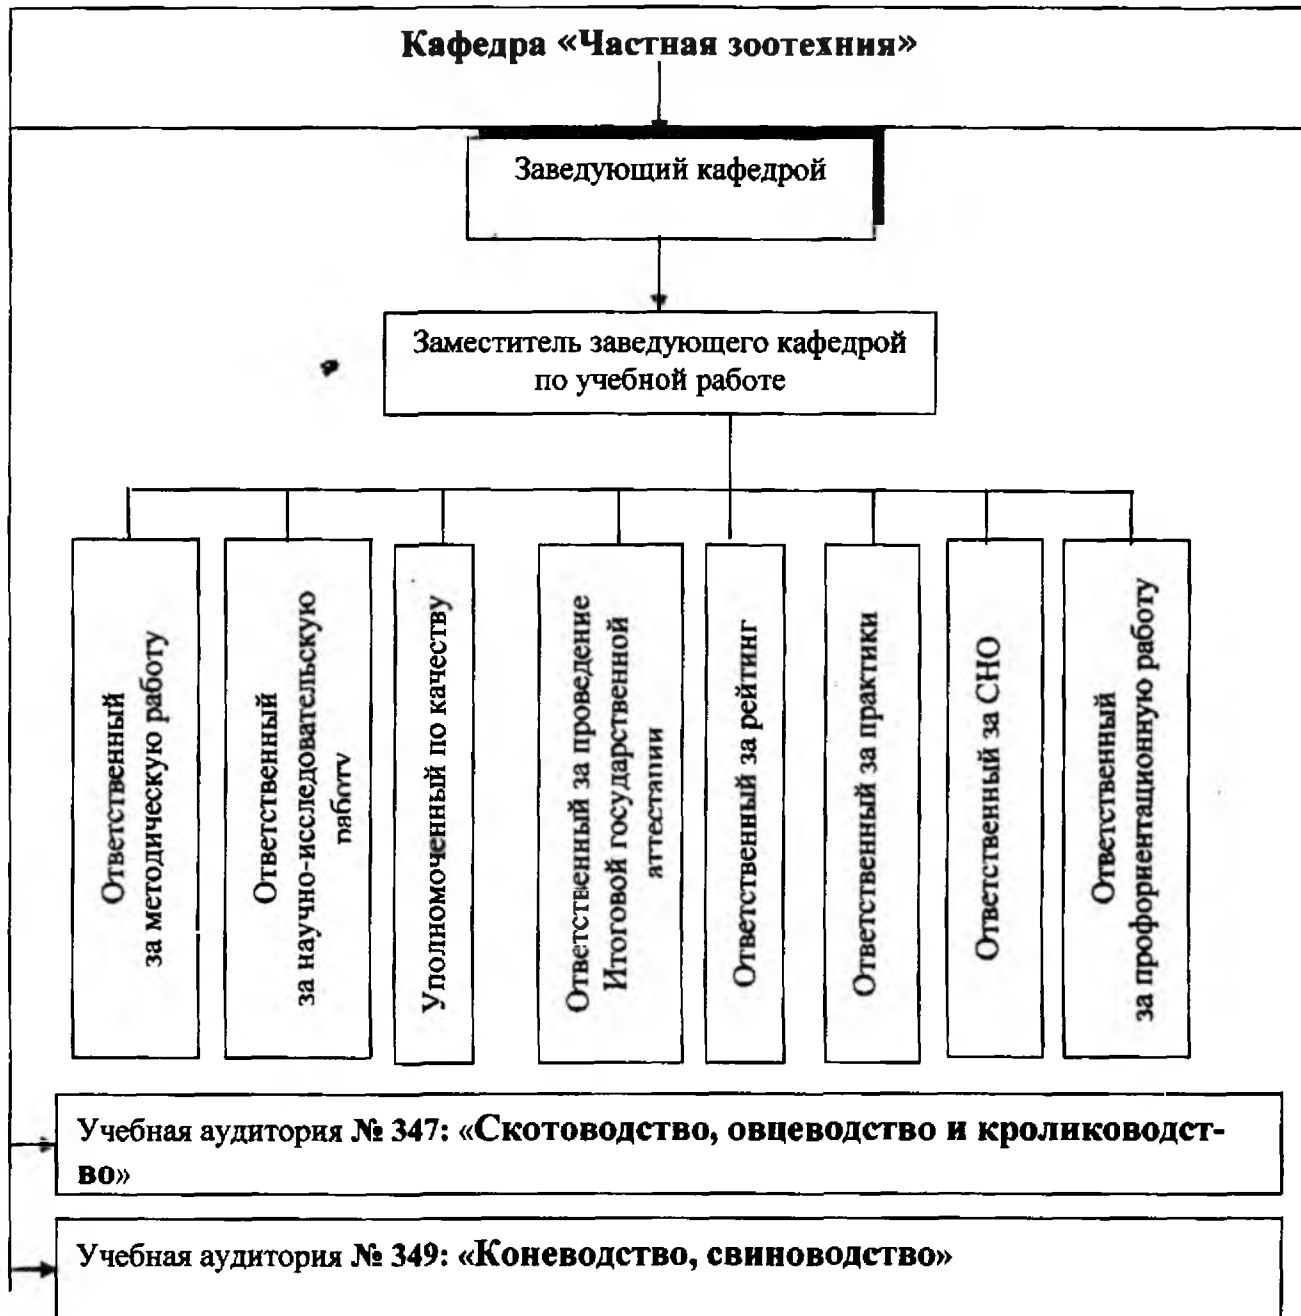 Кафедра «Частная зоотехния»
Заведующий кафедрой
Заместитель заведующего кафедрой
по учебной работе
Ответственный
за методическую работу
Ответственный
за научно-исследовательскую
работу
Уполномоченный по качеству
Ответственный за проведение
Итоговой государственной
аттестации
Ответственный за рейтинг
Ответственный за практики
Ответственный за СНО
Ответственный
за профориентационную работу
Учебная аудитория № 347: «Скотоводство, овцеводство и кролиководст-
во»
Учебная аудитория № 349: «Коневодство, свиноводство»